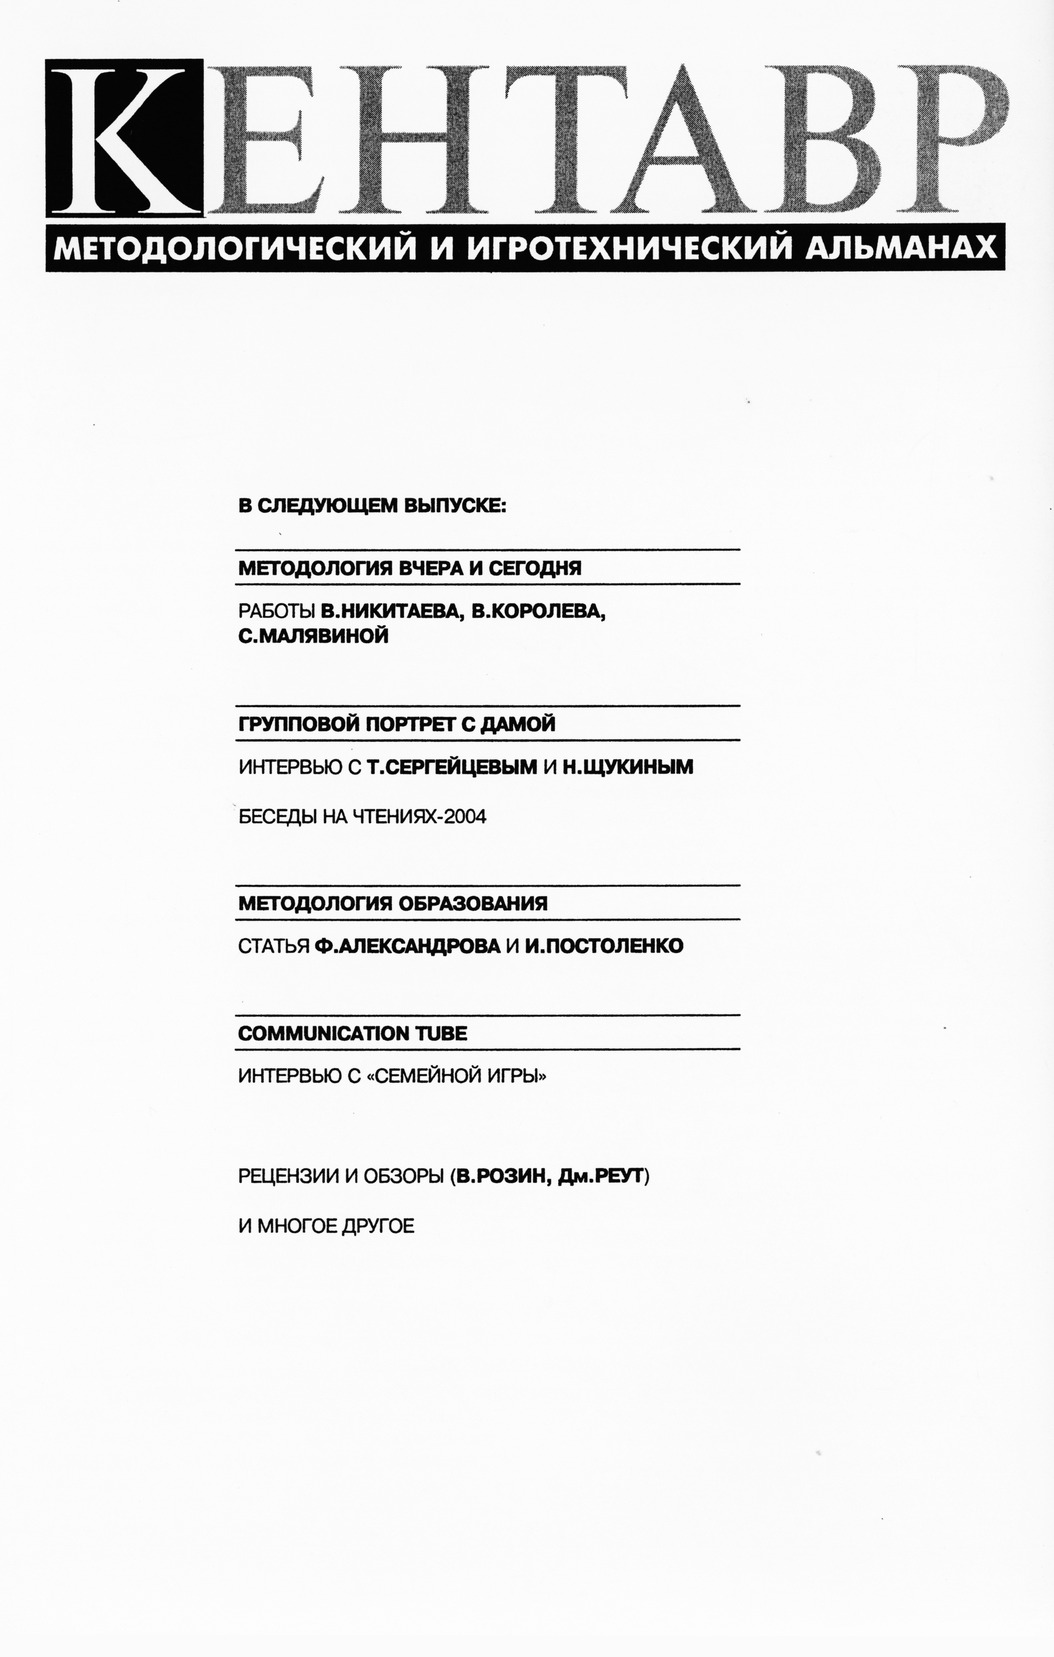 КЕНТАВР
МЕТОДОЛОГИЧЕСКИЙ И ИГРОТЕХНИЧЕСКИЙ АЛЬМАНАХ
В СЛЕДУЮЩЕМ ВЫПУСКЕ:
МЕТОДОЛОГИЯ ВЧЕРА И СЕГОДНЯ
РАБОТЫ В.НИКИТАЕВА, В.КОРОЛЕВА,
С.МАЛЯВИНОЙ
ГРУППОВОЙ ПОРТРЕТ С ДАМОЙ
ИНТЕРВЬЮ С Т.СЕРГЕЙЦЕВЫМ И Н.ЩУКИНЫМ
БЕСЕДЫ НА ЧТЕНИЯХ-2004
МЕТОДОЛОГИЯ ОБРАЗОВАНИЯ
СТАТЬЯ Ф.АЛЕКСАНДРОВА И И.ПОСТОЛЕНКО
COMMUNICATION TUBE
ИНТЕРВЬЮ С «СЕМЕЙНОЙ ИГРЫ»
РЕЦЕНЗИИ И ОБЗОРЫ (В.РОЗИН, Дм.РЕУТ)
И МНОГОЕ ДРУГОЕ